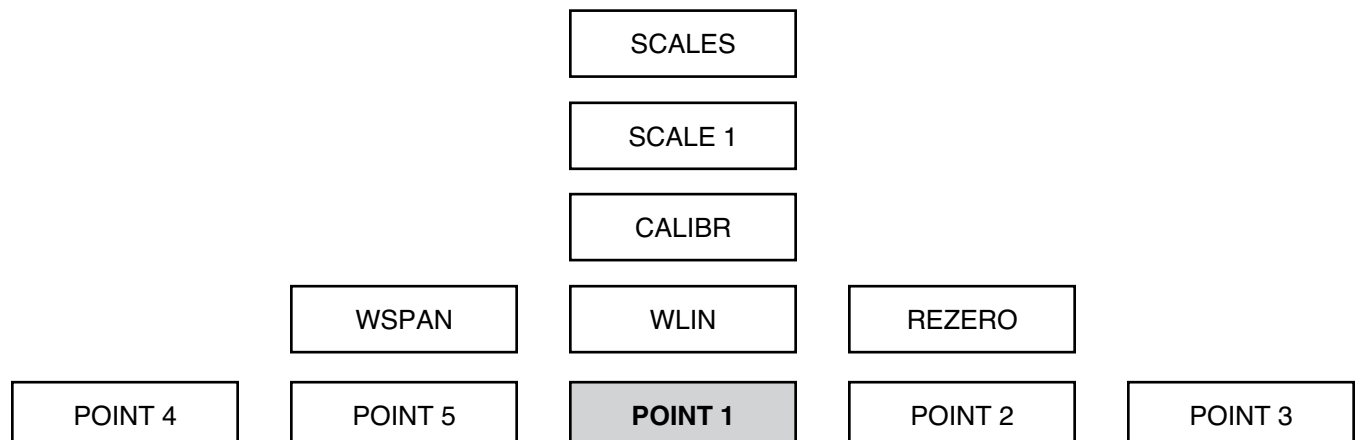 SCALES
SCALE 1
CALIBR
WSPAN WLIN REZERO
POINT 4 POINT 5 POINT 1 POINT 2 POINT 3